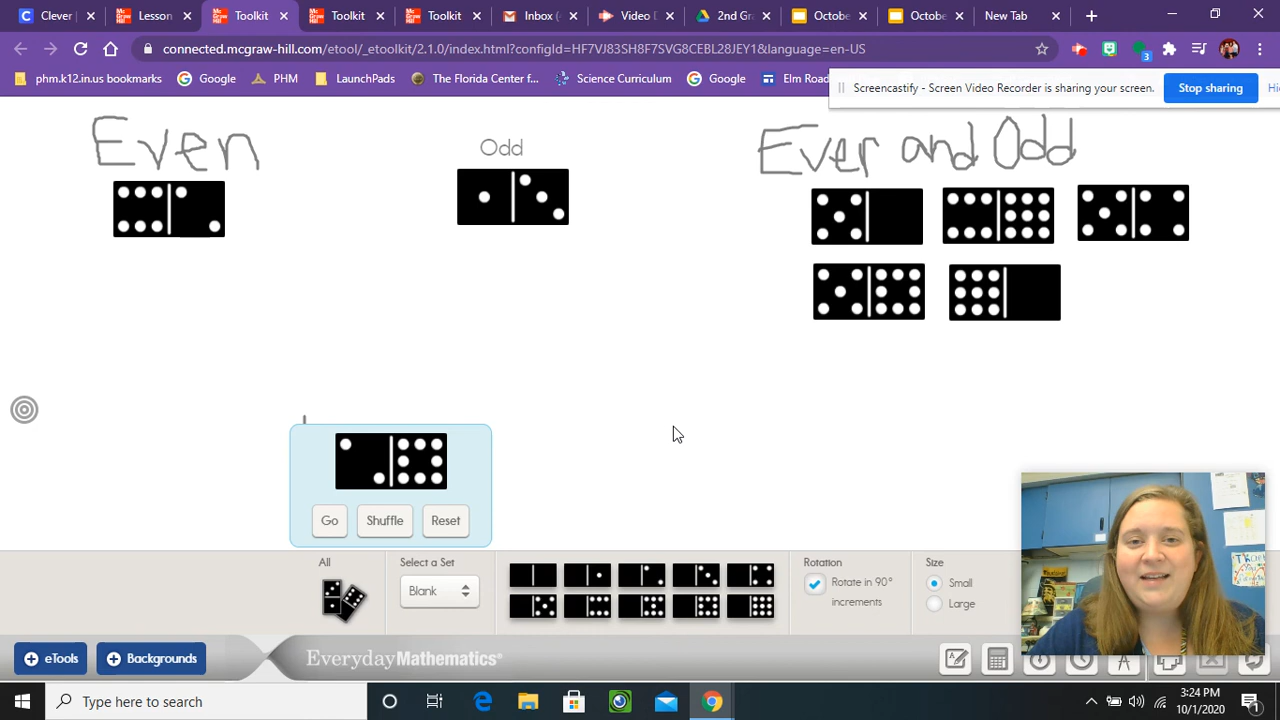 Clever | Lesson Toolkit Toolkit Toolkit Inbox ( Video S 2nd Gr Octobe Octobe New Tab
connected.mcgraw-hill.com/etool/_etoolkit/2.1.0/index.html?configId=HF7VJ83SH8F7SVG8CEBL28JEY1&language=en-US
3
phm.k12.in.us bookmarks Google PHM LaunchPads The Florida Center f... Science Curriculum Google Elm Road
Screencastify - Screen Video Recorder is sharing your screen. Stop sharing Hi
Even Odd Even and Odd
Go Shuffle Reset
All Select a Set Rotation Size
Blank Rotate in 90° increments Small
Large
eTools Backgrounds Everyday Mathematics®
Type here to search 3:24 PM
10/1/2020
1